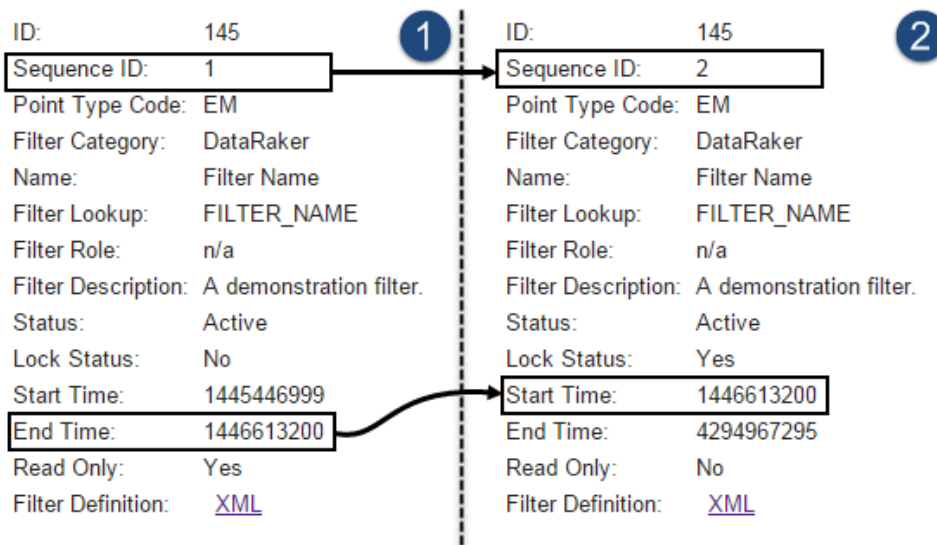 1
ID: 145
Sequence ID: 1
Point Type Code: EM
Filter Category: DataRaker
Name: Filter Name
Filter Lookup: FILTER_NAME
Filter Role: n/a
Filter Description: A demonstration filter.
Status: Active
Lock Status: No
Start Time: 1445446999
End Time: 1446613200
Read Only: Yes
Filter Definition: XML
2
ID: 145
Sequence ID: 2
Point Type Code: EM
Filter Category: DataRaker
Name: Filter Name
Filter Lookup: FILTER_NAME
Filter Role: n/a
Filter Description: A demonstration filter.
Status: Active
Lock Status: Yes
Start Time: 1446613200
End Time: 4294967295
Read Only: No
Filter Definition: XML